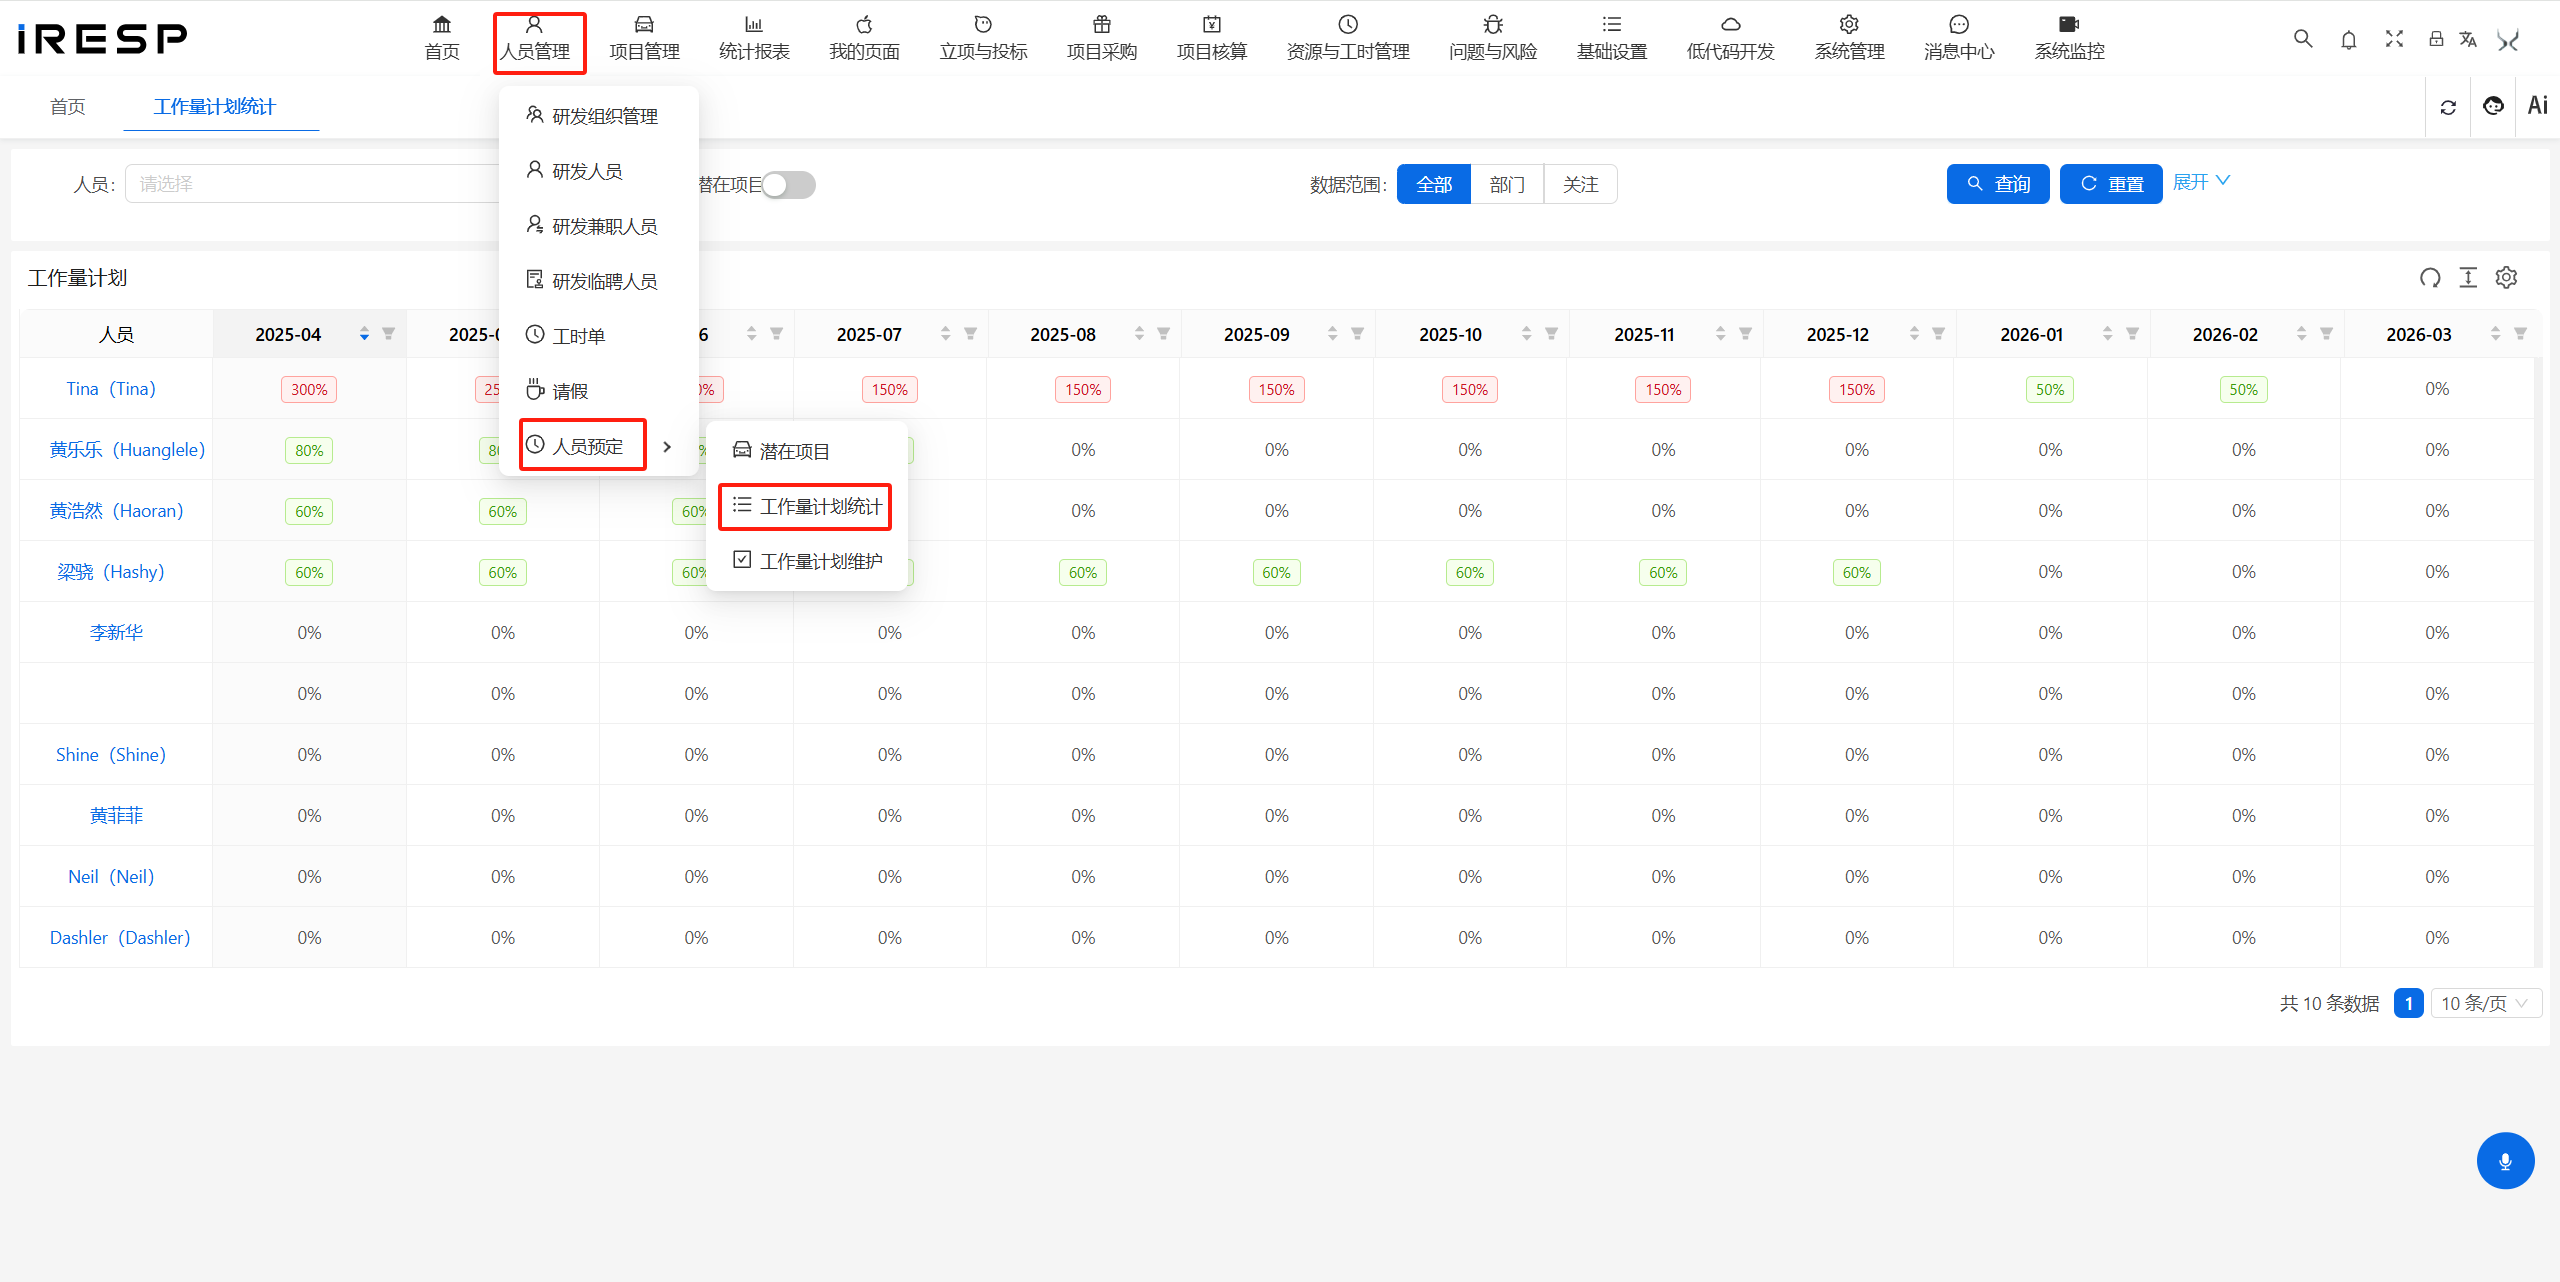 iRESP
首页 人员管理 项目管理 统计报表 我的页面 立项与投标 项目采购 项目核算 资源与工时管理 问题与风险 基础设置 低代码开发 系统管理 消息中心 系统监控
首页 工作量计划统计 Ai
人员： 请选择 潜在项目 数据范围： 全部 部门 关注 查询 重置 展开
研发组织管理
研发人员
研发兼职人员
研发临聘人员
工时单
请假
人员预定
潜在项目
工作量计划统计
工作量计划维护
工作量计划
人员 2025-04 2025-0 6 2025-07 2025-08 2025-09 2025-10 2025-11 2025-12 2026-01 2026-02 2026-03
Tina（Tina） 300% 25 0% 150% 150% 150% 150% 150% 150% 50% 50% 0%
黄乐乐（Huanglele） 80% 8 % 0% 0% 0% 0% 0% 0% 0% 0%
黄浩然（Haoran） 60% 60% 60% 0% 0% 0% 0% 0% 0% 0% 0%
梁骁（Hashy） 60% 60% 60% 60% 60% 60% 60% 60% 0% 0% 0%
李新华 0% 0% 0% 0% 0% 0% 0% 0% 0% 0% 0% 0%
0% 0% 0% 0% 0% 0% 0% 0% 0% 0% 0% 0%
Shine（Shine） 0% 0% 0% 0% 0% 0% 0% 0% 0% 0% 0% 0%
黄菲菲 0% 0% 0% 0% 0% 0% 0% 0% 0% 0% 0% 0%
Neil（Neil） 0% 0% 0% 0% 0% 0% 0% 0% 0% 0% 0% 0%
Dashler（Dashler） 0% 0% 0% 0% 0% 0% 0% 0% 0% 0% 0% 0%
共 10 条数据 1 10 条/页